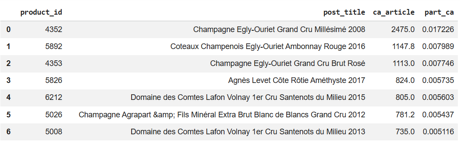 product_id post_title ca_article part_ca
0 4352 Champagne Egly-Ouriet Grand Cru Millésimé 2008 2475.0 0.017226
1 5892 Coteaux Champenois Egly-Ouriet Ambonnay Rouge 2016 1147.8 0.007989
2 4353 Champagne Egly-Ouriet Grand Cru Brut Rosé 1113.0 0.007746
3 5826 Agnès Levet Côte Rôtie Améthyste 2017 824.0 0.005735
4 6212 Domaine des Comtes Lafon Volnay 1er Cru Santenots du Milieu 2015 805.0 0.005603
5 5026 Champagne Agrapart &amp; Fils Minéral Extra Brut Blanc de Blancs Grand Cru 2012 781.2 0.005437
6 5008 Domaine des Comtes Lafon Volnay 1er Cru Santenots du Milieu 2013 735.0 0.005116